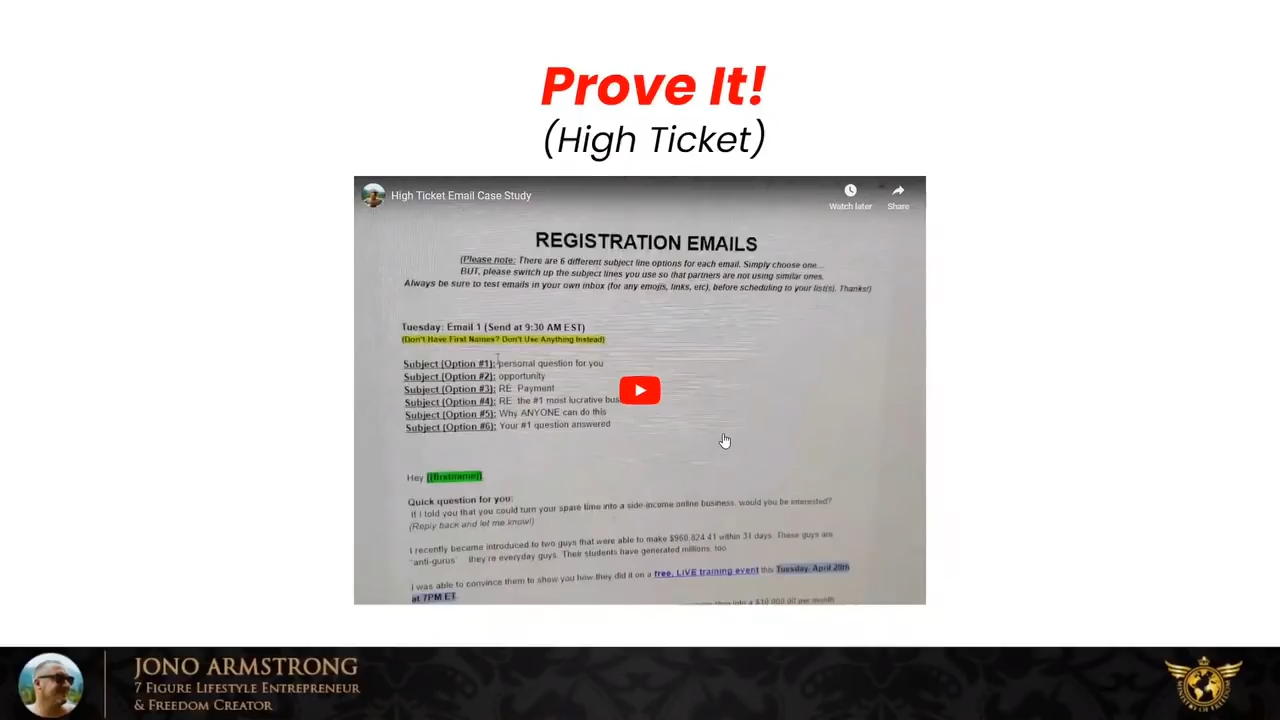 Prove It!
(High Ticket)
High Ticket Email Case Study
Watch later
Share
REGISTRATION EMAILS
(Please note: There are 6 different subject line options for each email. Simply choose one...
BUT, please switch up the subject lines you use so that partners are not using similar ones.
Always be sure to test emails in your own inbox (for any emojis, links, etc), before scheduling to your list(s). Thanks!)
Tuesday: Email 1 (Send at 9:30 AM EST)
(Don't Have First Names? Don't Use Anything Instead)
Subject (Option #1): personal question for you
Subject (Option #2): opportunity
Subject (Option #3): RE: Payment
Subject (Option #4): RE: the #1 most lucrative bus
Subject (Option #5): Why ANYONE can do this
Subject (Option #6): Your #1 question answered
Hey {{firstname}}
Quick question for you:
If I told you that you could turn your spare time into a side-income online business, would you be interested?
(Reply back and let me know!)
I recently became introduced to two guys that were able to make $960,824.41 within 31 days. These guys are
"anti-gurus" they're everyday guys. Their students have generated millions, too.
I was able to convince them to show you how they did it on a free, LIVE training event this Tuesday, April 20th
at 7PM ET.
into a $10,000.00 per month
JONO ARMSTRONG
7 FIGURE LIFESTYLE ENTREPRENEUR
& FREEDOM CREATOR
MINISTRY OF FREEDOM